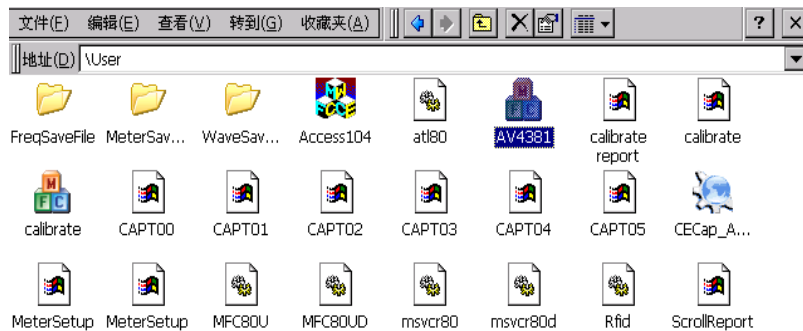 文件(F) 编辑(E) 查看(V) 转到(G) 收藏夹(A) ? ×
地址(D) \User
FreqSaveFile MeterSav... WaveSav... Access104 atl80 AV4381 calibrate report calibrate
calibrate CAPT00 CAPT01 CAPT02 CAPT03 CAPT04 CAPT05 CECap_A...
MeterSetup MeterSetup MFC80U MFC80UD msvcr80 msvcr80d Rfid ScrollReport